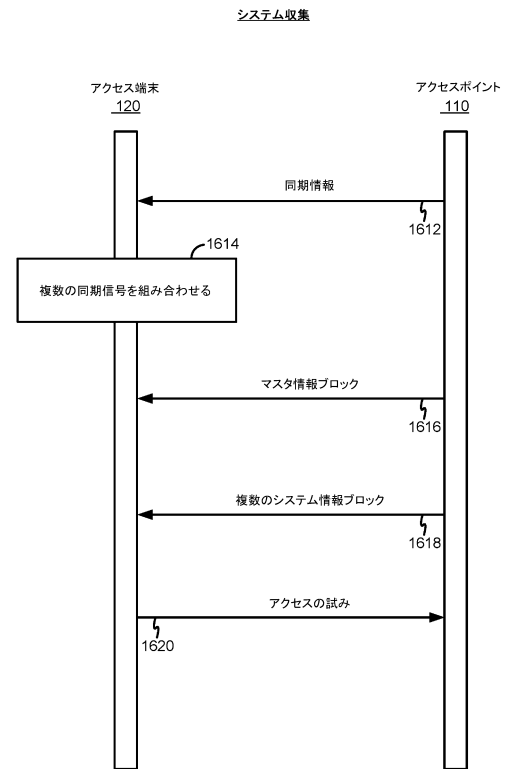 システム収集
アクセス端末
120
アクセスポイント
110
同期情報
1612
1614
複数の同期信号を組み合わせる
マスタ情報ブロック
1616
複数のシステム情報ブロック
1618
アクセスの試み
1620